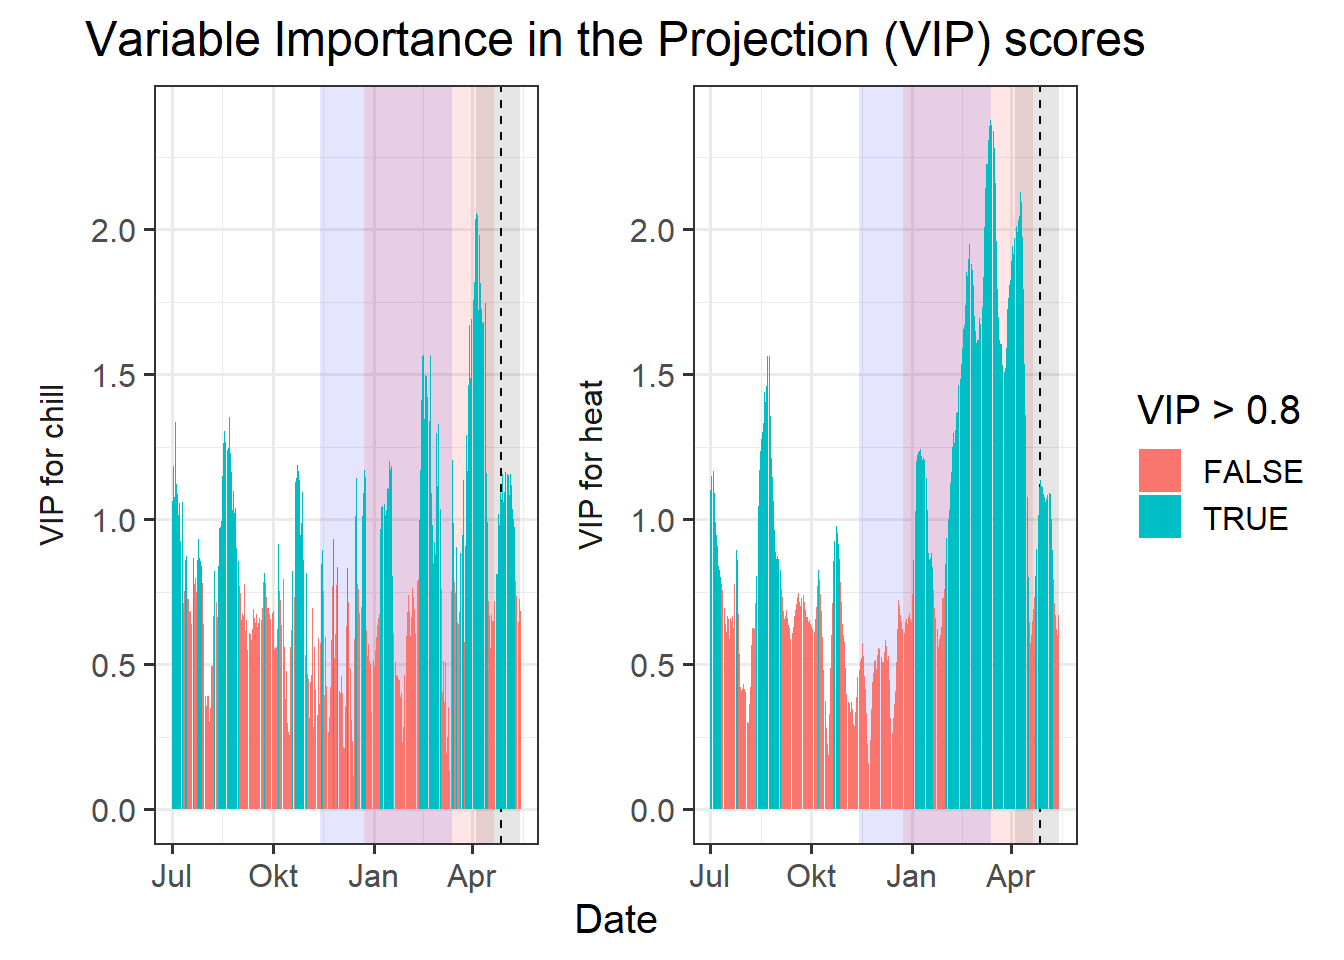 Variable Importance in the Projection (VIP) scores
VIP for chill
2.0
1.5
1.0
0.5
0.0
Jul Okt Jan Apr
VIP for heat
2.0
1.5
1.0
0.5
0.0
Jul Okt Jan Apr
Date
VIP > 0.8
FALSE
TRUE